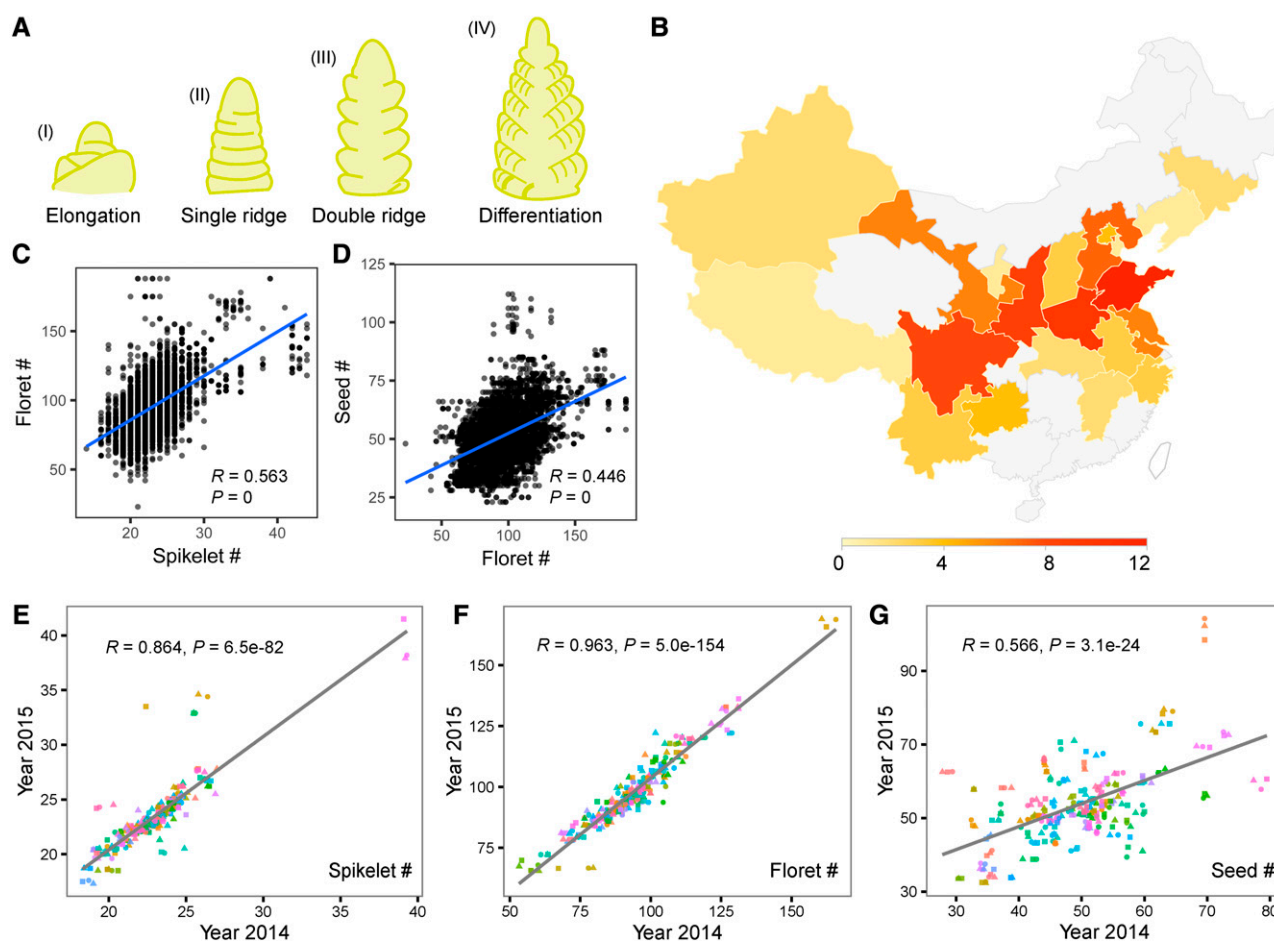 A
(I)
(II)
(III)
(IV)
Elongation
Single ridge
Double ridge
Differentiation
B
0
4
8
12
C
Floret #
150
100
50
R = 0.563
P = 0
20
30
40
Spikelet #
D
Seed #
125
100
75
50
25
R = 0.446
P = 0
50
100
150
Floret #
E
R = 0.864, P = 6.5e-82
Year 2015
40
35
30
25
20
Spikelet #
20
25
30
35
40
Year 2014
F
R = 0.963, P = 5.0e-154
Year 2015
150
125
100
75
Floret #
50
75
100
125
150
Year 2014
G
R = 0.566, P = 3.1e-24
Year 2015
90
70
50
30
Seed #
30
40
50
60
70
80
Year 2014